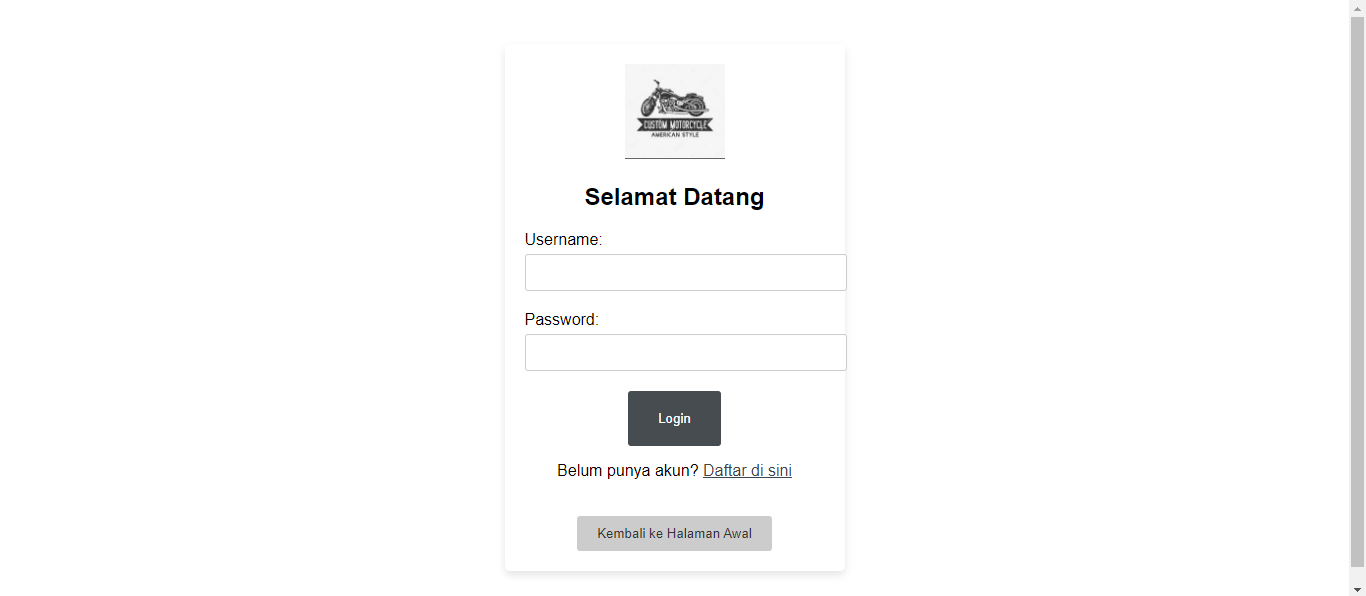 CUSTOM MOTORCYCLE
AMERICAN STYLE
Selamat Datang
Username:
Password:
Login
Belum punya akun? Daftar di sini
Kembali ke Halaman Awal